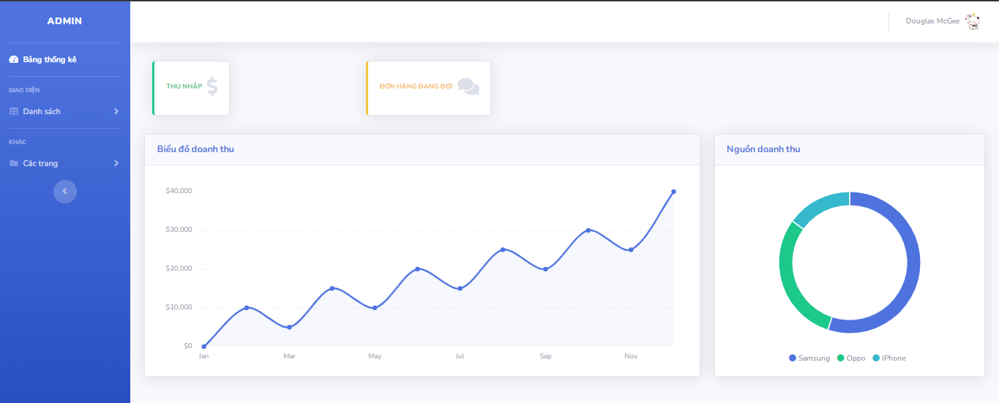 ADMIN
Douglas McGee
Bảng thống kê
GIAO DIỆN
Danh sách
KHÁC
Các trang
THU NHẬP
ĐƠN HÀNG ĐANG ĐỢI
Biểu đồ doanh thu
$40,000
$30,000
$20,000
$10,000
$0
Jan Mar May Jul Sep Nov
Nguồn doanh thu
Samsung Oppo IPhone